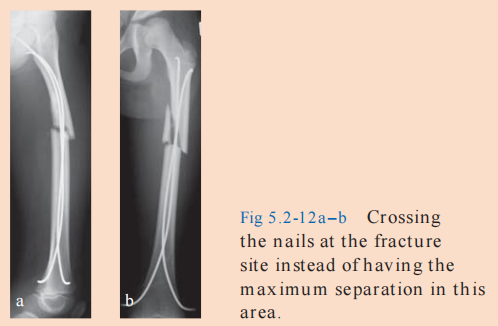 a
b
Fig 5.2-12a–b Crossing
the nails at the fracture
site instead of having the
maximum separation in this
area.